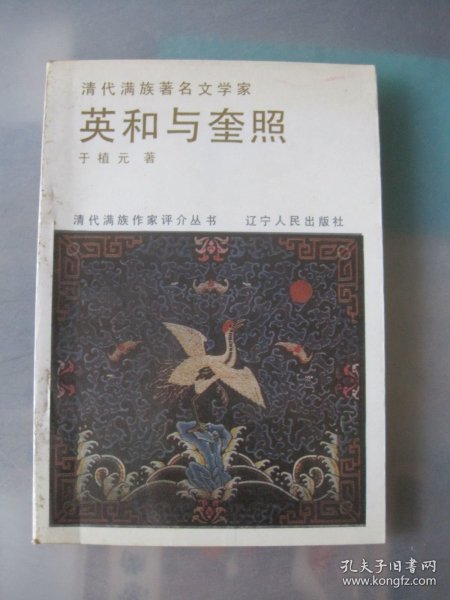 清代满族著名文学家
英和与奎照
于植元 著
清代满族作家评介丛书 辽宁人民出版社
孔夫子旧书网
www.kongfz.com